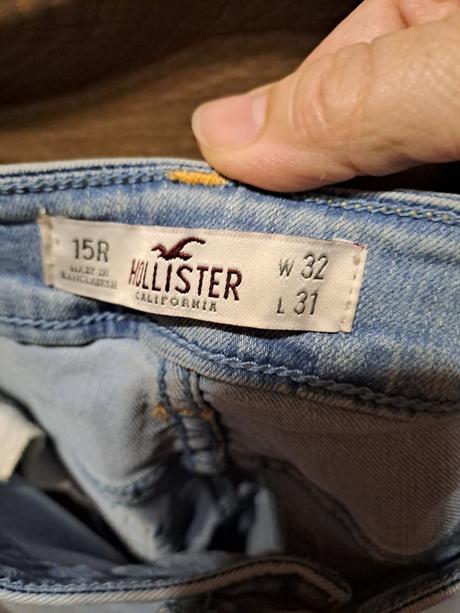 15R
MADE IN
BANGLADESH
HOLLISTER
CALIFORNIA
W 32
L 31